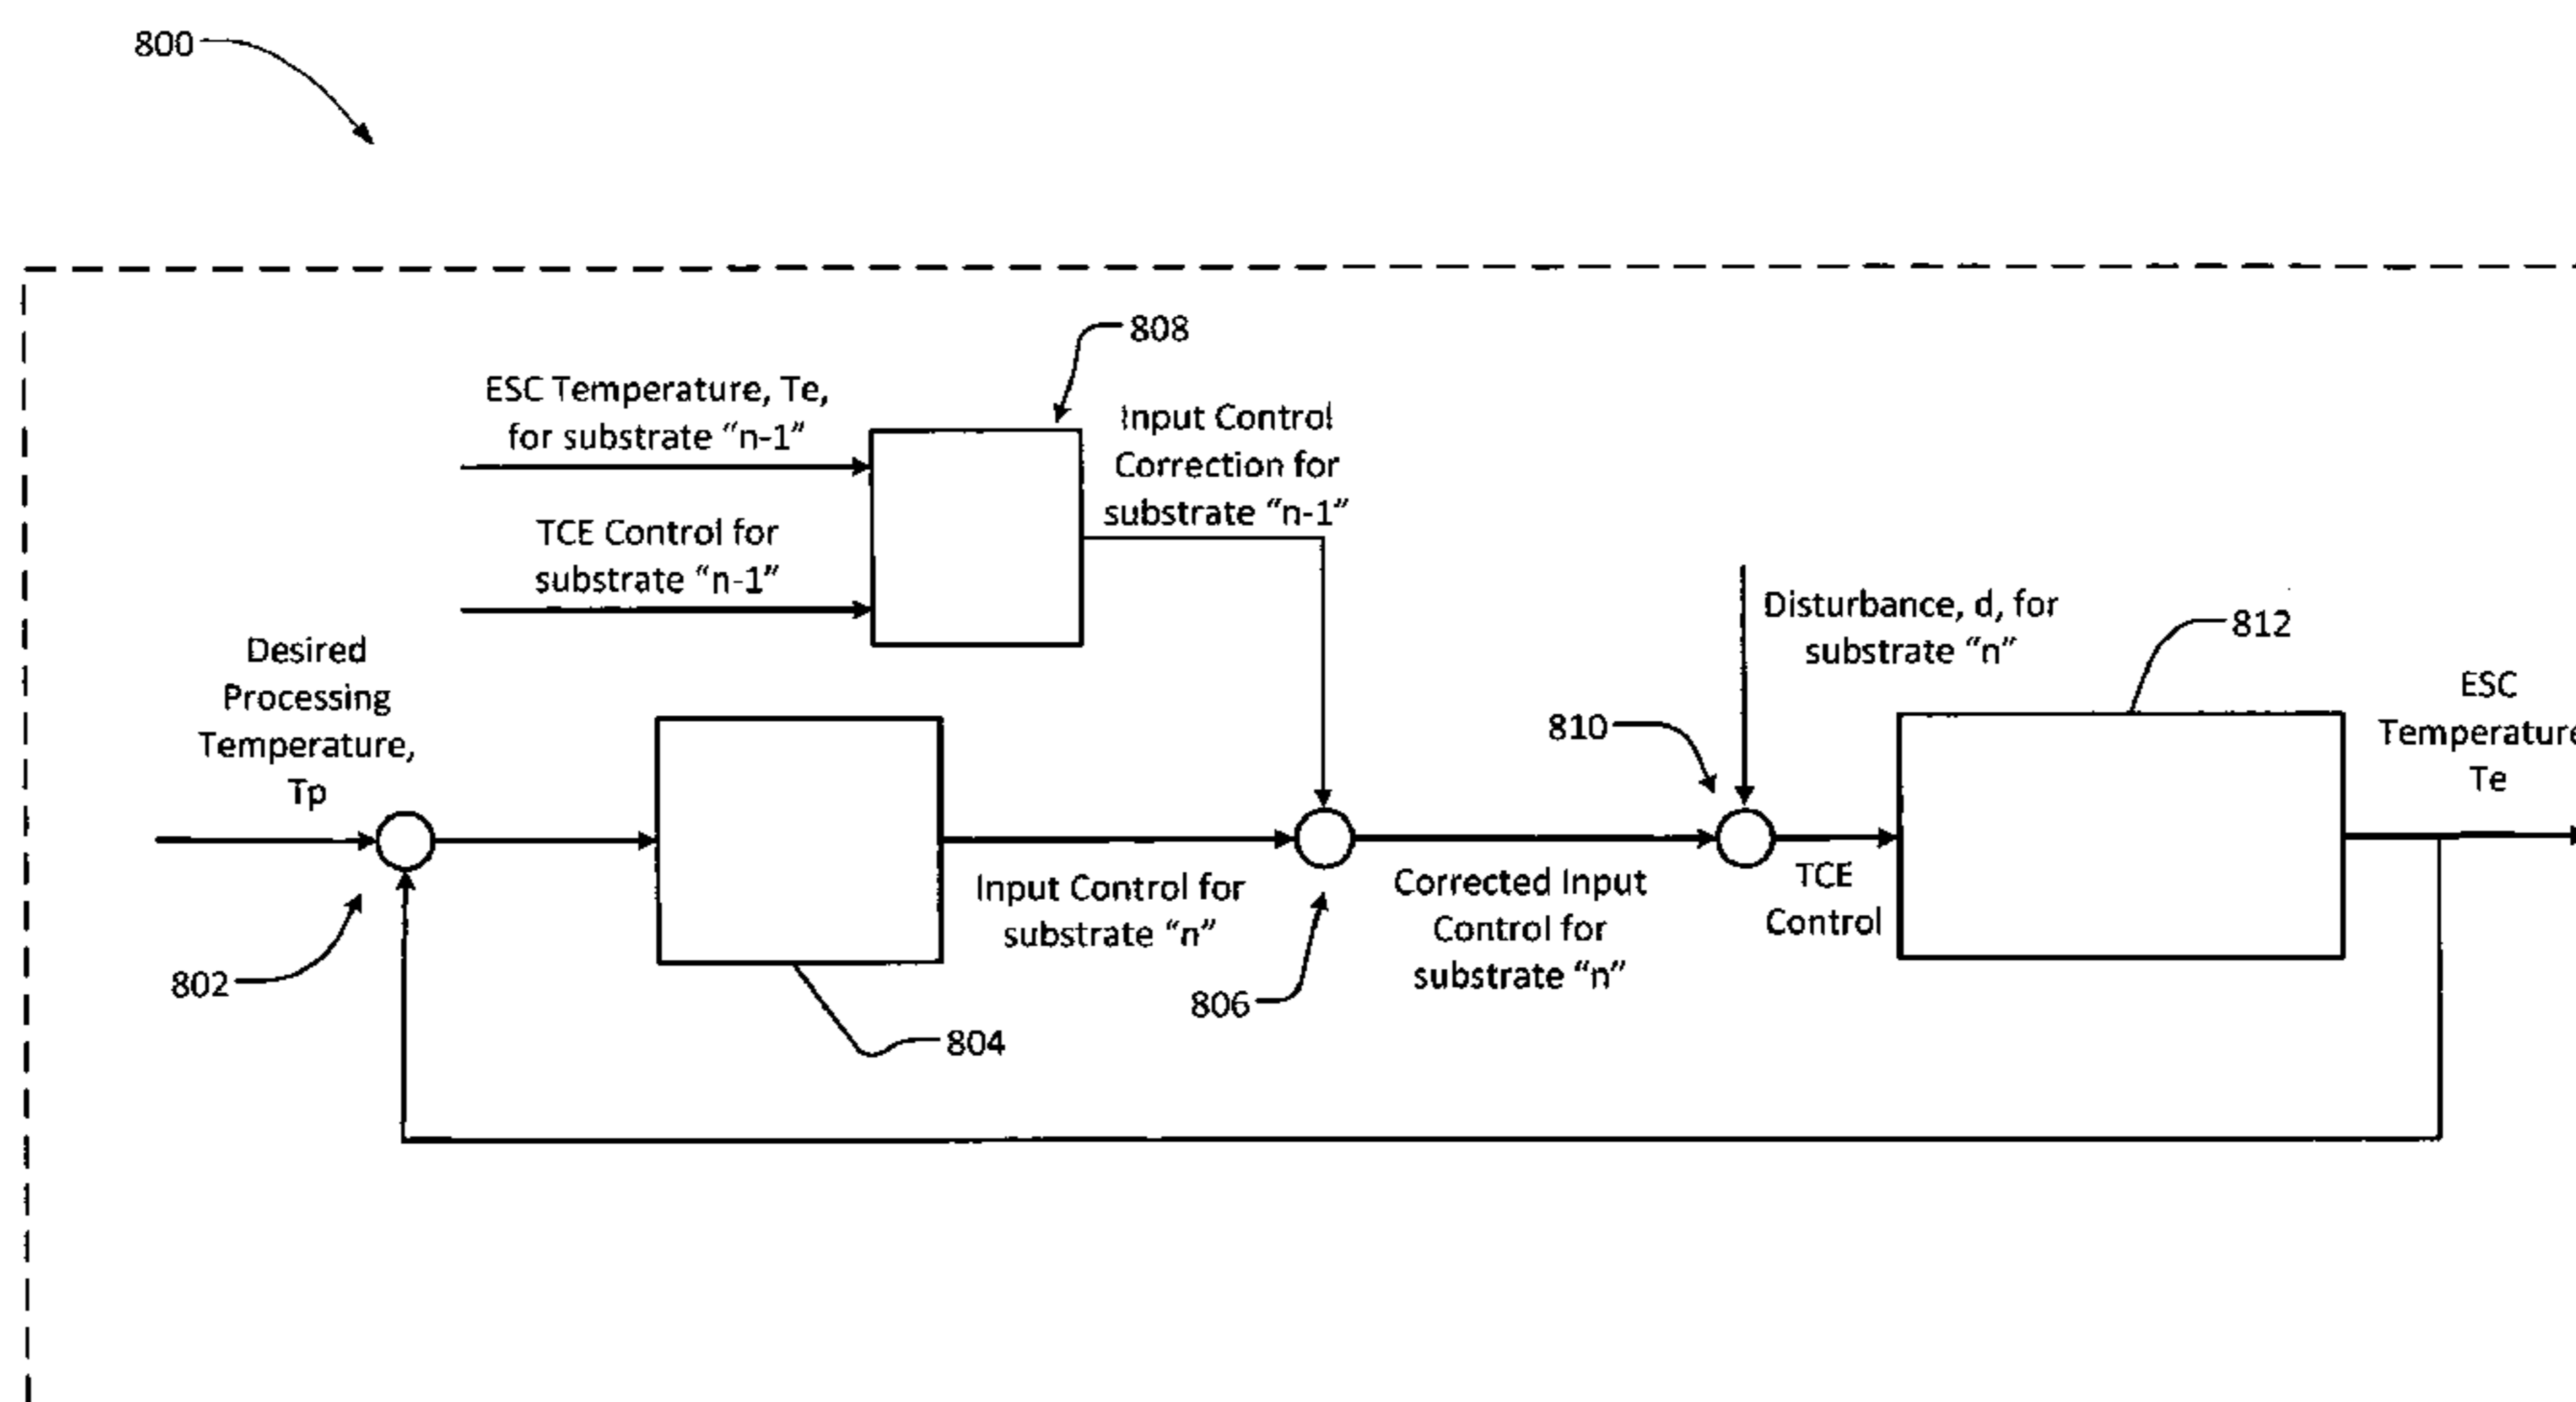 800
808
ESC Temperature, Te,
for substrate “n-1”
Input Control
Correction for
substrate “n-1”
TCE Control for
substrate “n-1”
Disturbance, d, for
substrate “n”
812
Desired
Processing
Temperature,
Tp
ESC
Temperature
Te
810
TCE
Control
Input Control for
substrate “n”
Corrected Input
Control for
substrate “n”
802
806
804